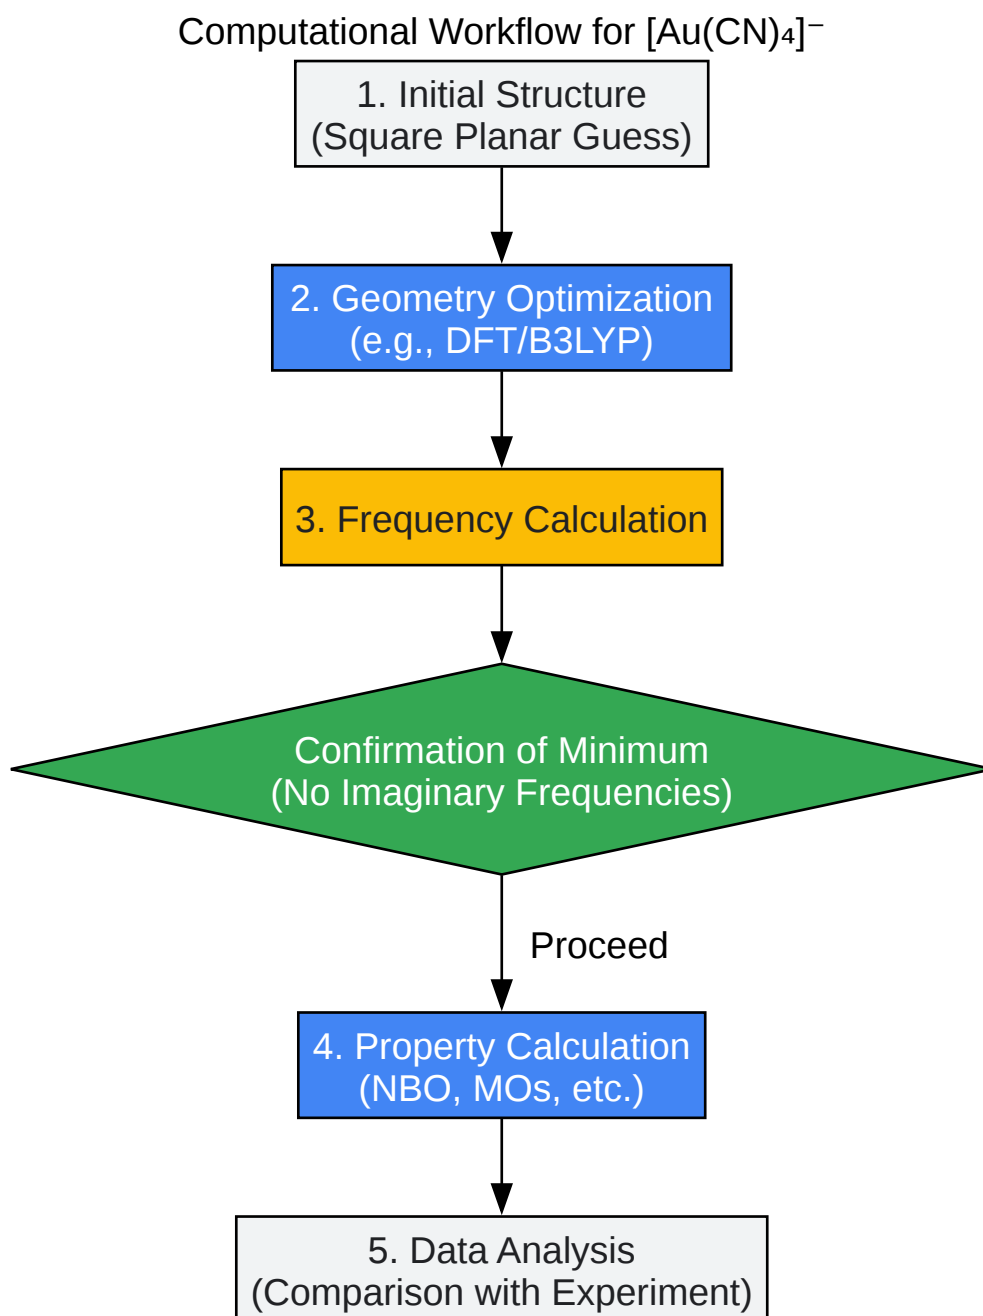 Computational Workflow for [Au(CN)₄]⁻
1. Initial Structure
(Square Planar Guess)
2. Geometry Optimization
(e.g., DFT/B3LYP)
3. Frequency Calculation
Confirmation of Minimum
(No Imaginary Frequencies)
Proceed
4. Property Calculation
(NBO, MOs, etc.)
5. Data Analysis
(Comparison with Experiment)